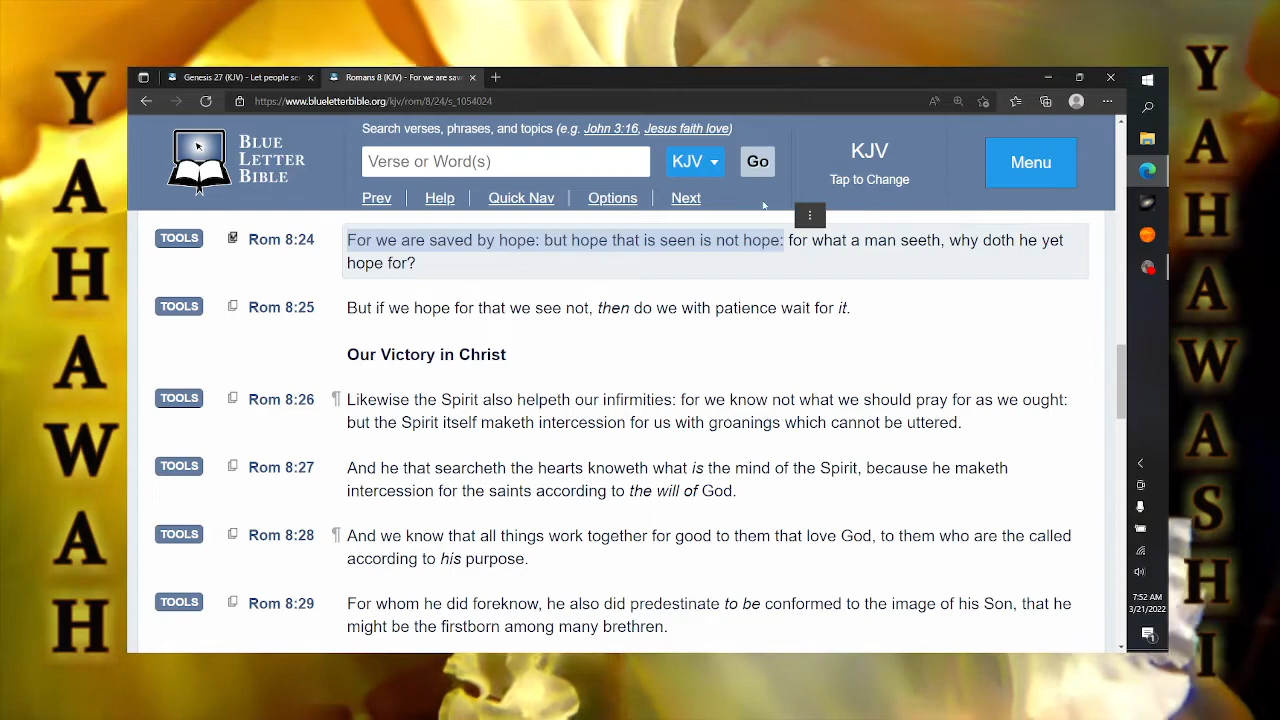 YAHAWAH
Genesis 27 (KJV) - Let people se
Romans 8 (KJV) - For we are sav
https://www.blueletterbible.org/kjv/rom/8/24/s_1054024
BLUE
LETTER
BIBLE
Search verses, phrases, and topics (e.g. John 3:16, Jesus faith love)
Verse or Word(s)
KJV
Go
KJV
Tap to Change
Menu
Prev
Help
Quick Nav
Options
Next
TOOLS Rom 8:24 For we are saved by hope: but hope that is seen is not hope: for what a man seeth, why doth he yet
hope for?
TOOLS Rom 8:25 But if we hope for that we see not, then do we with patience wait for it.
Our Victory in Christ
TOOLS Rom 8:26 ¶ Likewise the Spirit also helpeth our infirmities: for we know not what we should pray for as we ought:
but the Spirit itself maketh intercession for us with groanings which cannot be uttered.
TOOLS Rom 8:27 And he that searcheth the hearts knoweth what is the mind of the Spirit, because he maketh
intercession for the saints according to the will of God.
TOOLS Rom 8:28 ¶ And we know that all things work together for good to them that love God, to them who are the called
according to his purpose.
TOOLS Rom 8:29 For whom he did foreknow, he also did predestinate to be conformed to the image of his Son, that he
might be the firstborn among many brethren.
7:52 AM
3/21/2022
1
YAHAWASHI